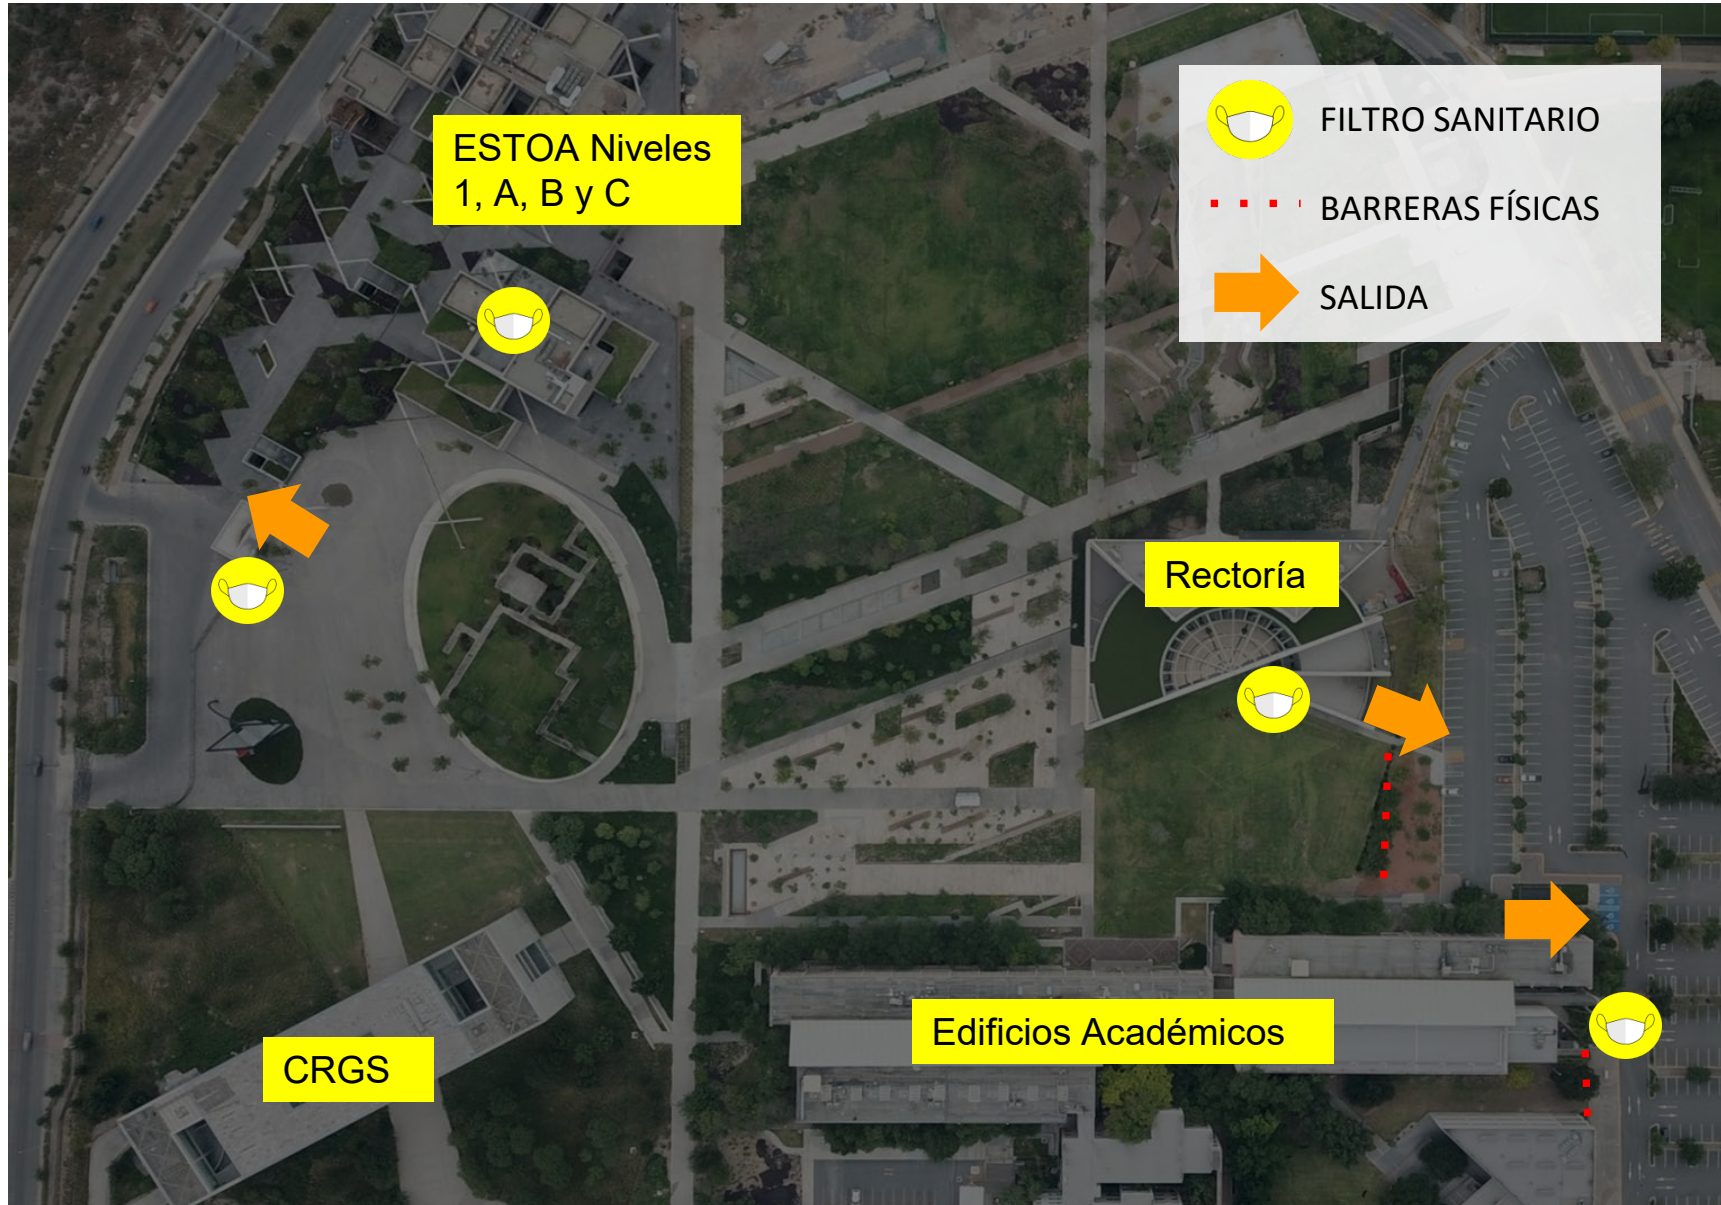 ESTOA Niveles
1, A, B y C
FILTRO SANITARIO
BARRERAS FÍSICAS
SALIDA
Rectoría
Edificios Académicos
CRGS